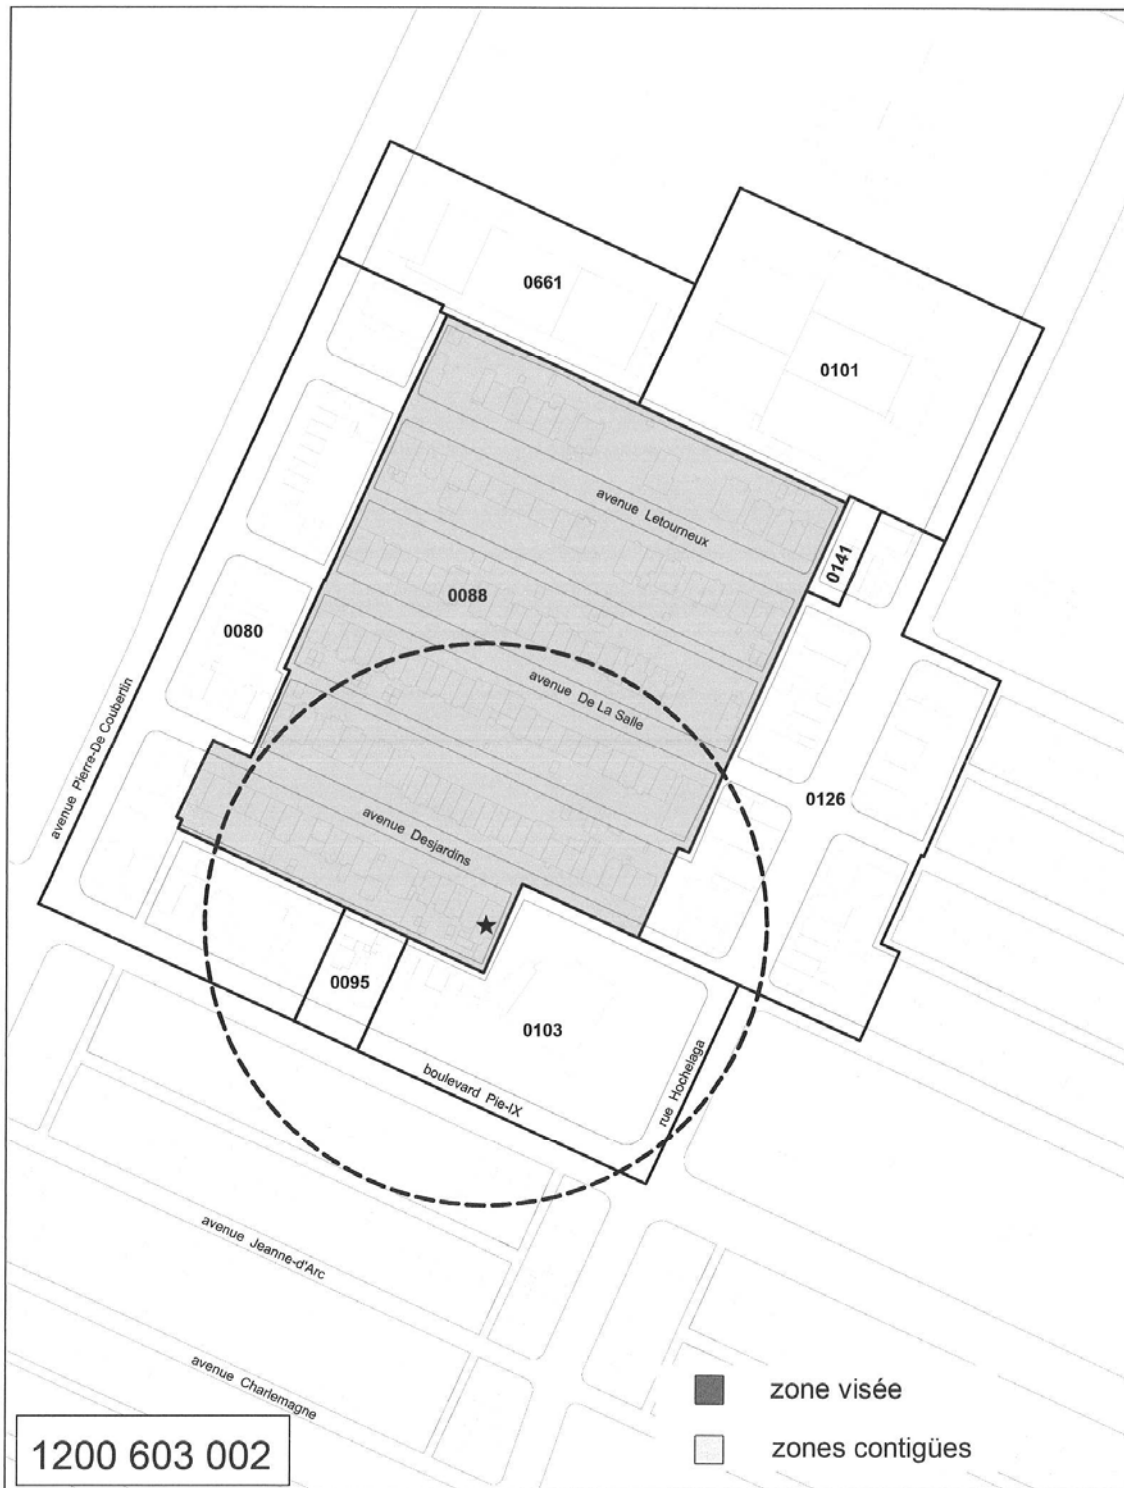 0661
0101
avenue Letourneux
0141
0088
0080
avenue De La Salle
avenue Pierre-De Coubertin
0126
avenue Desjardins
0095
0103
boulevard Pie-IX
rue Hochelaga
avenue Jeanne-d'Arc
avenue Charlemagne
zone visée
zones contigües
1200 603 002